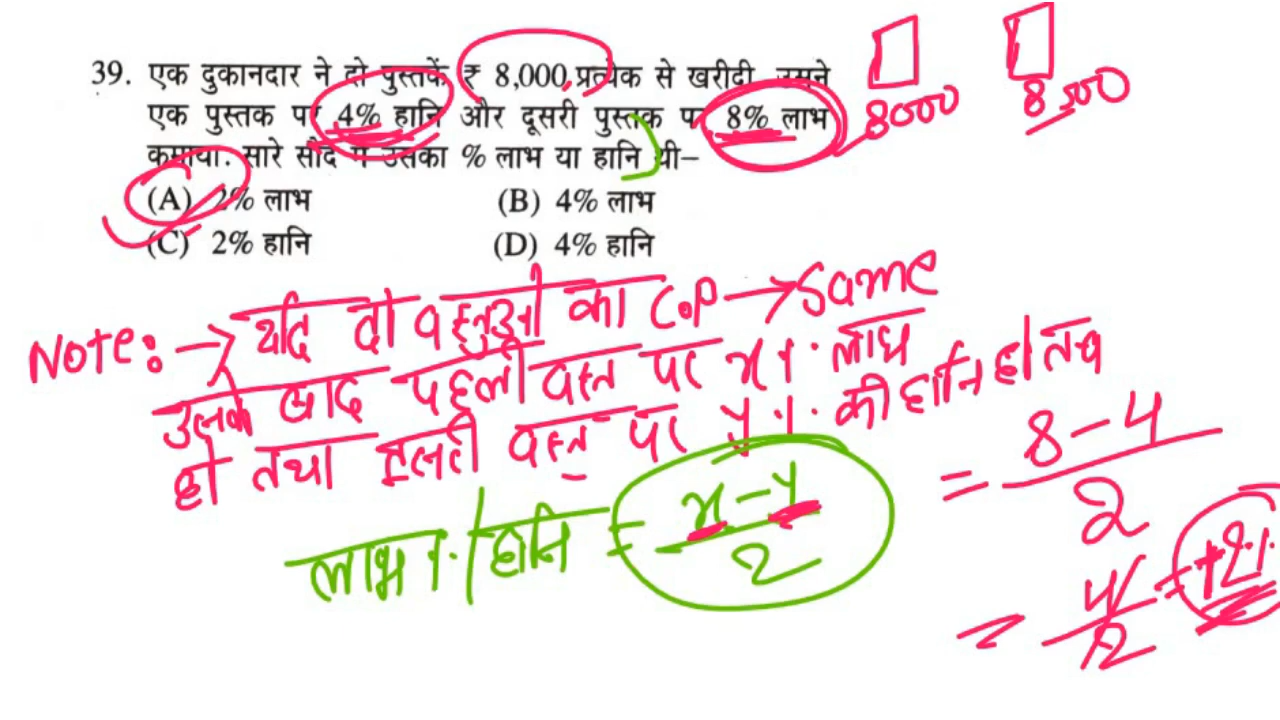 39. एक दुकानदार ने दो पुस्तकें ₹ 8,000 प्रत्येक से खरीदी उसने
एक पुस्तक पर 4% हानि और दूसरी पुस्तक पर 8% लाभ
कमाया. सारे सौदे में उसका % लाभ या हानि थी–
(A) 2% लाभ (B) 4% लाभ
(C) 2% हानि (D) 4% हानि
8000 8000
Note: → यदि दो वस्तुओं का C.P → Same
उसके बाद पहली वस्तु पर x% लाभ
हो तथा दूसरी वस्तु पर y% की हानि हो तब
लाभ % / हानि = x – y / 2
= 8 – 4 / 2
= 4 / 2 = +2%